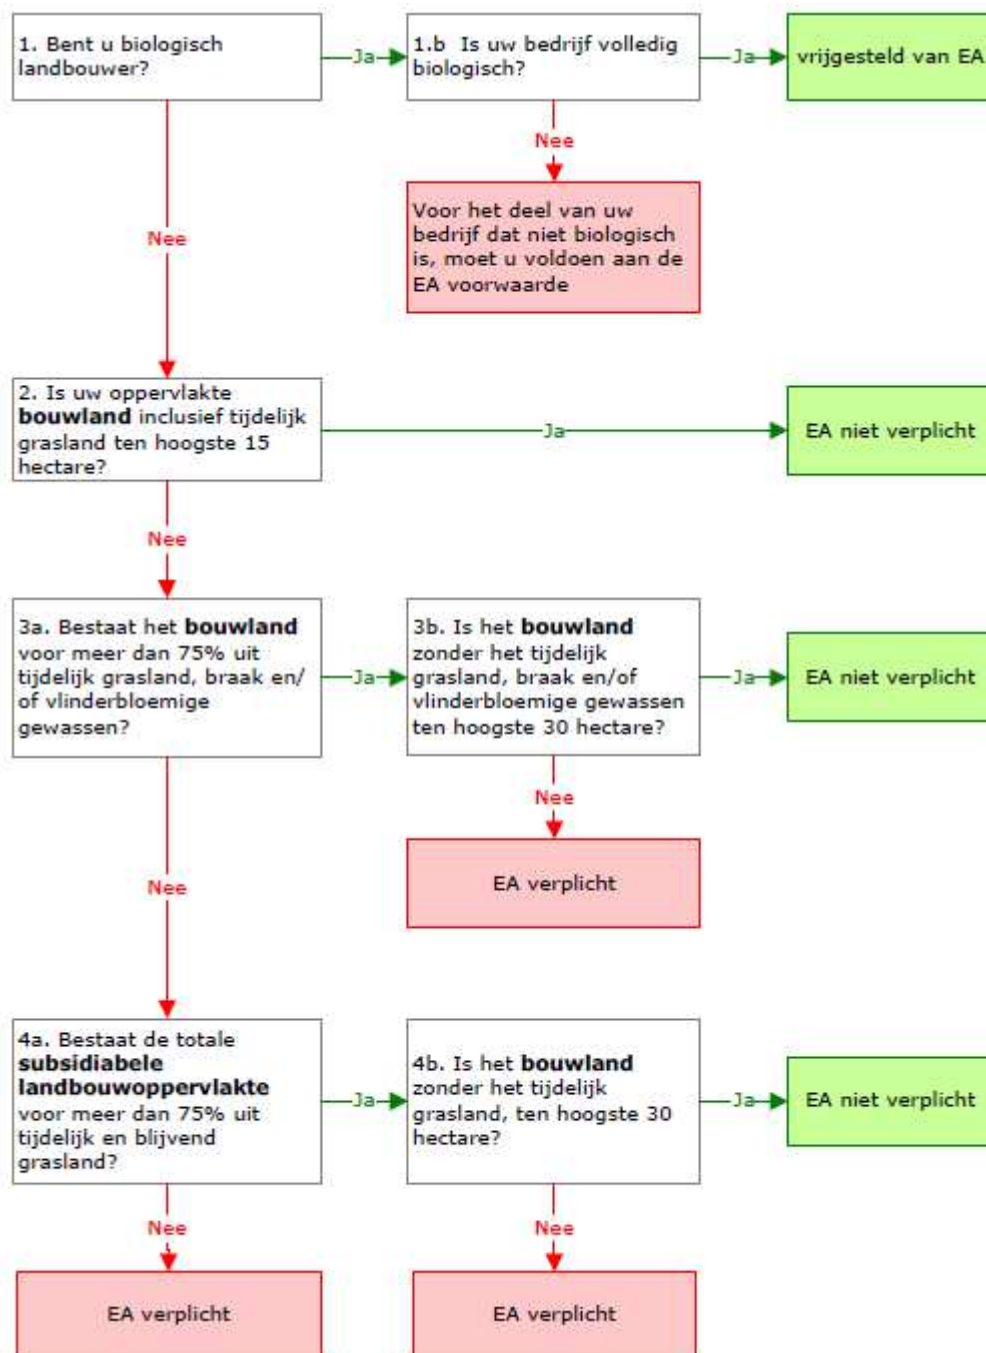 1. Bent u biologisch
landbouwer?
Ja
1.b Is uw bedrijf volledig
biologisch?
Ja
vrijgesteld van EA
Nee
Voor het deel van uw
bedrijf dat niet biologisch
is, moet u voldoen aan de
EA voorwaarde
Nee
2. Is uw oppervlakte
bouwland inclusief tijdelijk
grasland ten hoogste 15
hectare?
Ja
EA niet verplicht
Nee
3a. Bestaat het bouwland
voor meer dan 75% uit
tijdelijk grasland, braak en/
of vlinderbloemige
gewassen?
Ja
3b. Is het bouwland
zonder het tijdelijk
grasland, braak en/of
vlinderbloemige gewassen
ten hoogste 30 hectare?
Ja
EA niet verplicht
Nee
EA verplicht
Nee
4a. Bestaat de totale
subsidiabele
landbouwoppervlakte
voor meer dan 75% uit
tijdelijk en blijvend
grasland?
Ja
4b. Is het bouwland
zonder het tijdelijk
grasland, ten hoogste 30
hectare?
Ja
EA niet verplicht
Nee
Nee
EA verplicht
EA verplicht